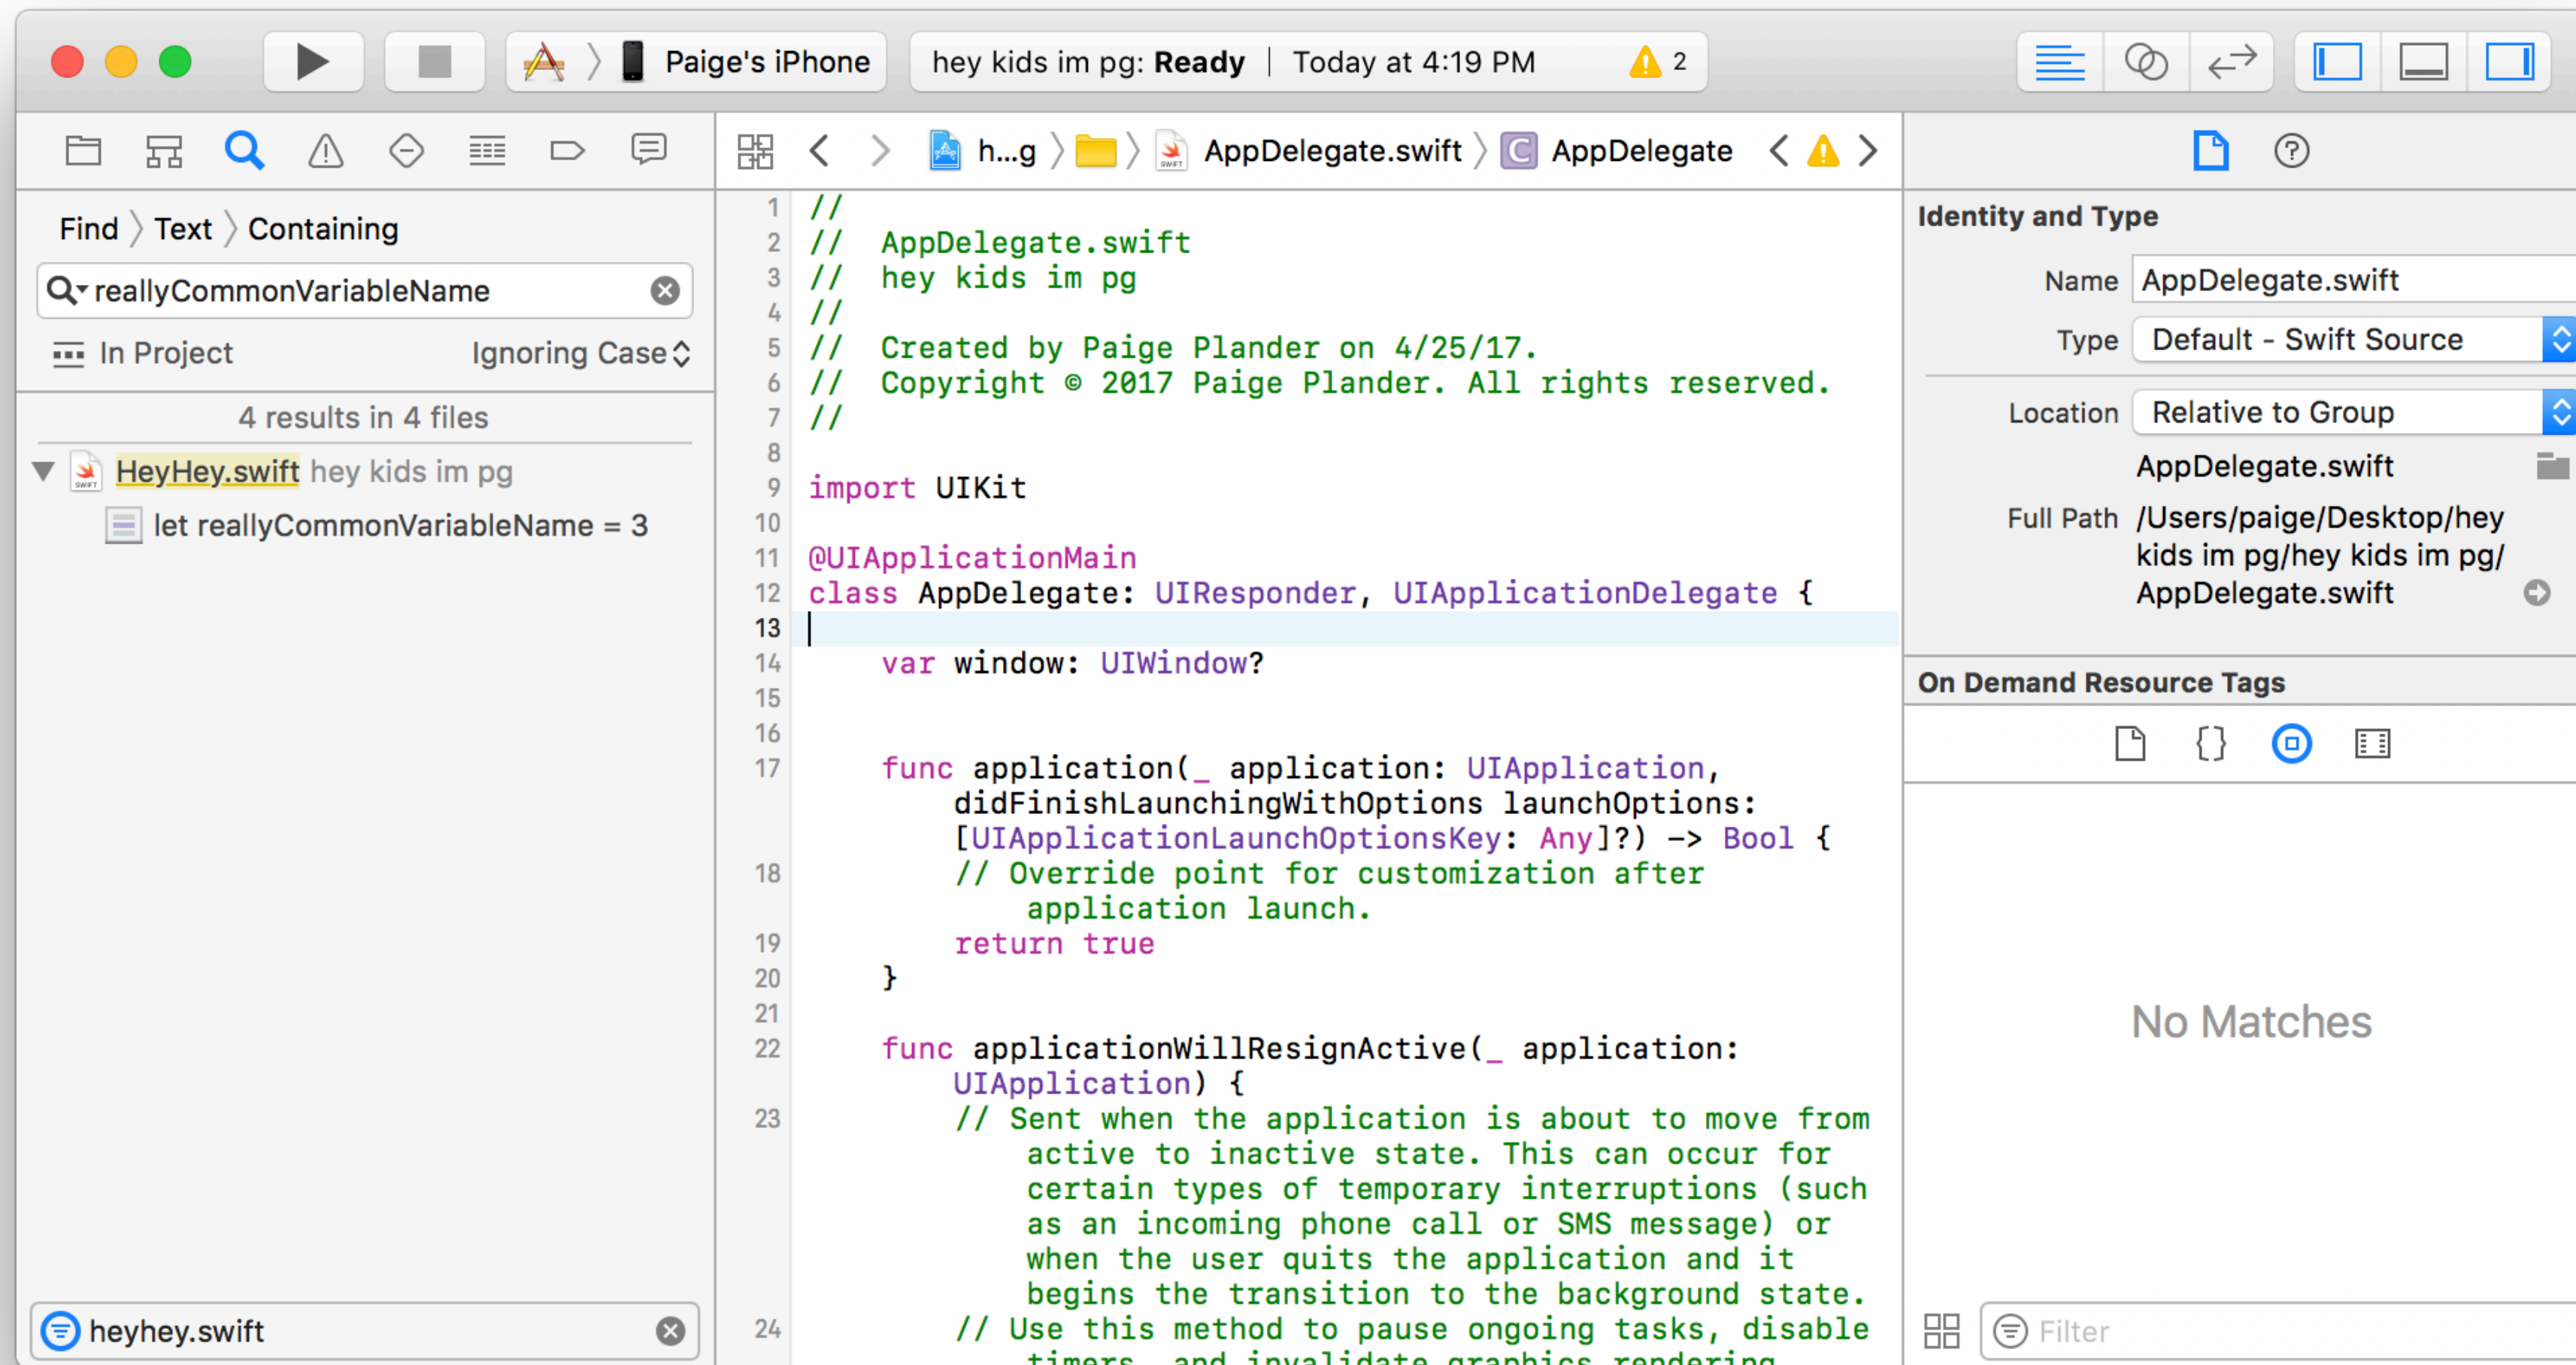 Paige's iPhone
hey kids im pg: Ready | Today at 4:19 PM
2
h...g
AppDelegate.swift
C
AppDelegate
Find
Text
Containing
reallyCommonVariableName
In Project
Ignoring Case
4 results in 4 files
HeyHey.swift hey kids im pg
let reallyCommonVariableName = 3
heyhey.swift
1 //
2 //  AppDelegate.swift
3 //  hey kids im pg
4 //
5 //  Created by Paige Plander on 4/25/17.
6 //  Copyright © 2017 Paige Plander. All rights reserved.
7 //
8
9 import UIKit
10
11 @UIApplicationMain
12 class AppDelegate: UIResponder, UIApplicationDelegate {
13
14     var window: UIWindow?
15
16
17     func application(_ application: UIApplication,
didFinishLaunchingWithOptions launchOptions:
[UIApplicationLaunchOptionsKey: Any]?) -> Bool {
18         // Override point for customization after
application launch.
19         return true
20     }
21
22     func applicationWillResignActive(_ application:
UIApplication) {
23         // Sent when the application is about to move from
active to inactive state. This can occur for
certain types of temporary interruptions (such
as an incoming phone call or SMS message) or
when the user quits the application and it
begins the transition to the background state.
24         // Use this method to pause ongoing tasks, disable
timers, and invalidate graphics rendering
Identity and Type
Name AppDelegate.swift
Type Default - Swift Source
Location Relative to Group
AppDelegate.swift
Full Path /Users/paige/Desktop/hey
kids im pg/hey kids im pg/
AppDelegate.swift
On Demand Resource Tags
{}
No Matches
Filter